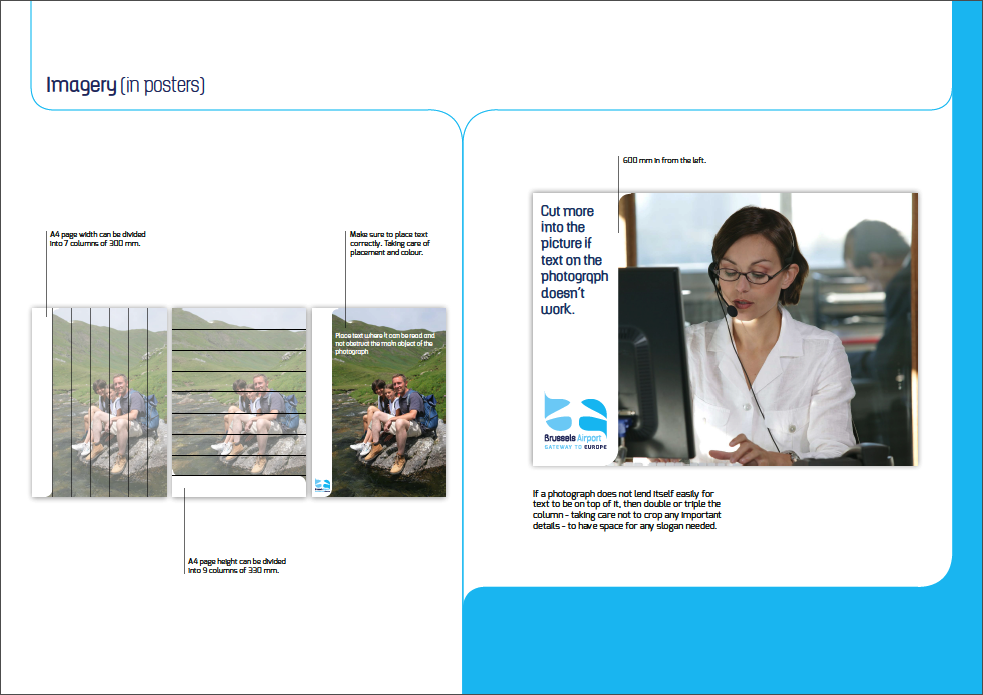 Imagery (in posters)
A4 page width can be divided
into 7 columns of 300 mm.
Make sure to place text
correctly. Taking care of
placement and colour.
Place text where it can be read and
not obstruct the main object of the
photograph
A4 page height can be divided
into 9 columns of 330 mm.
600 mm in from the left.
Cut more
into the
picture if
text on the
photograph
doesn't
work.
Brussels Airport
GATEWAY TO EUROPE
If a photograph does not lend itself easily for
text to be on top of it, then double or triple the
column - taking care not to crop any important
details - to have space for any slogan needed.